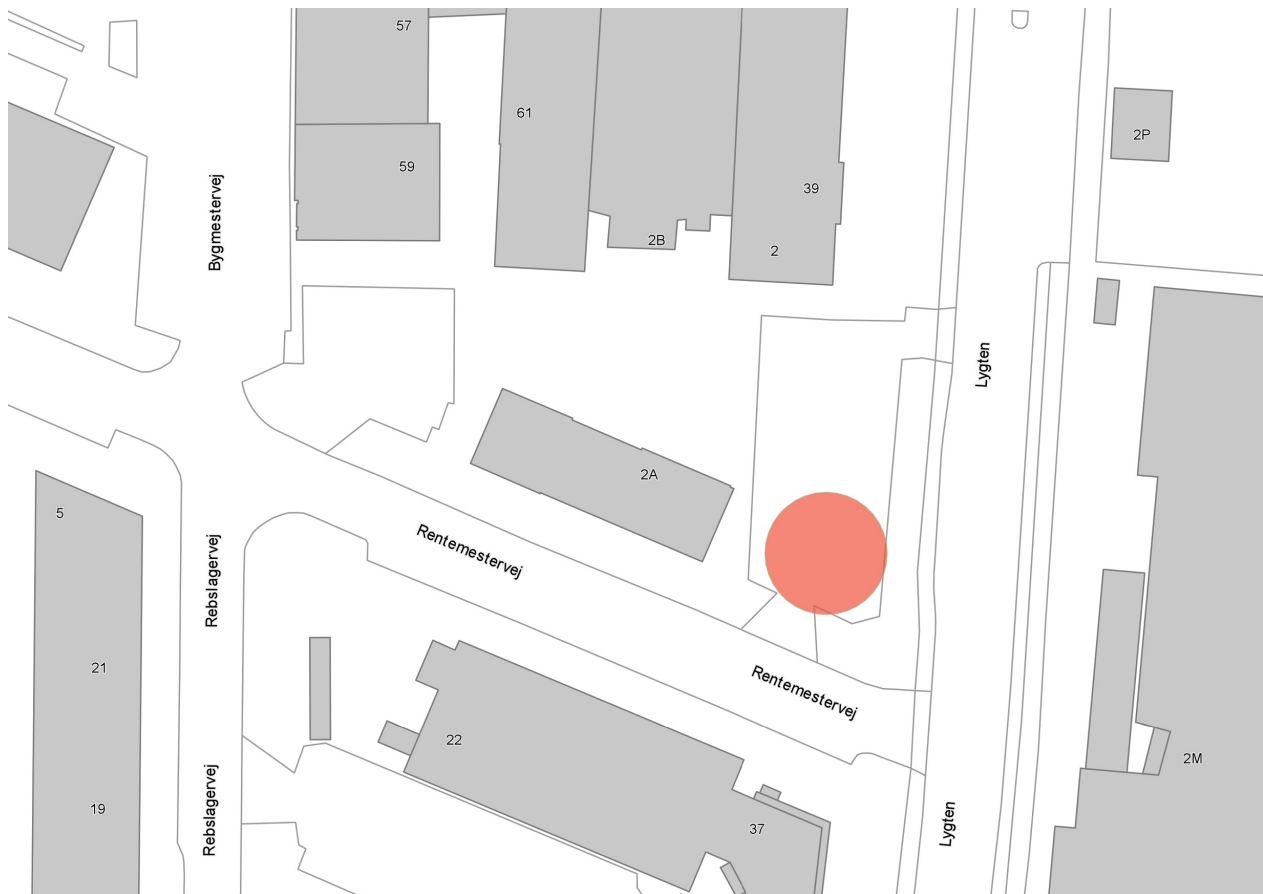 57
61
2P
59
39
Bygmestervej
2B
2
Lygten
2A
5
Rentemestervej
Rebslagervej
21
Rentemestervej
22
2M
19
Rebslagervej
Lygten
37